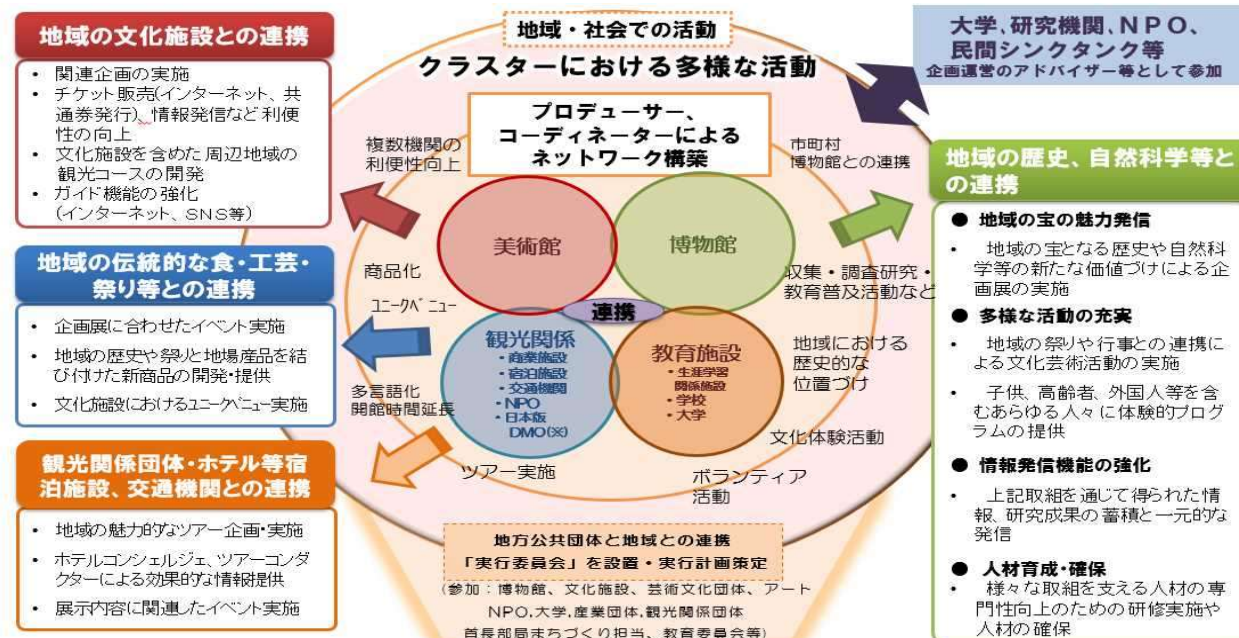 地域の文化施設との連携
• 関連企画の実施
• チケット販売(インターネット、共
通券発行)、情報発信など利便
性の向上
• 文化施設を含めた周辺地域の
観光コースの開発
• ガイド機能の強化
(インターネット、SNS等)
地域の伝統的な食・工芸・
祭り等との連携
• 企画展に合わせたイベント実施
• 地域の歴史や祭りと地場産品を結
び付けた新商品の開発・提供
• 文化施設におけるユニークベニュー実施
観光関係団体・ホテル等宿
泊施設、交通機関との連携
• 地域の魅力的なツアー企画・実施
• ホテルコンシェルジェ、ツアーコンダ
クターによる効果的な情報提供
• 展示内容に関連したイベント実施
地域・社会での活動
クラスターにおける多様な活動
プロデューサー、
コーディネーターによる
ネットワーク構築
複数機関の
利便性向上
市町村
博物館との連携
美術館
博物館
商品化
ユニークベニュー
収集・調査研究・
教育普及活動など
連携
観光関係
・商業施設
・宿泊施設
・交通機関
・NPO
・日本版
DMO(※)
教育施設
・生涯学習
関係施設
・学校
・大学
地域における
歴史的な
位置づけ
多言語化
開館時間延長
文化体験活動
ツアー実施
ボランティア
活動
地方公共団体と地域との連携
「実行委員会」を設置・実行計画策定
(参加：博物館、文化施設、芸術文化団体、アート
NPO,大学,産業団体,観光関係団体
首長部局まちづくり担当、教育委員会等)
大学、研究機関、NPO、
民間シンクタンク等
企画運営のアドバイザー等として参加
地域の歴史、自然科学等と
の連携
● 地域の宝の魅力発信
• 地域の宝となる歴史や自然科
学等の新たな価値づけによる企
画展の実施
● 多様な活動の充実
• 地域の祭りや行事との連携に
よる文化芸術活動の実施
• 子供、高齢者、外国人等を含
むあらゆる人々に体験的プログ
ラムの提供
● 情報発信機能の強化
• 上記取組を通じて得られた情
報、研究成果の蓄積と一元的な
発信
● 人材育成・確保
• 様々な取組を支える人材の専
門性向上のための研修実施や
人材の確保